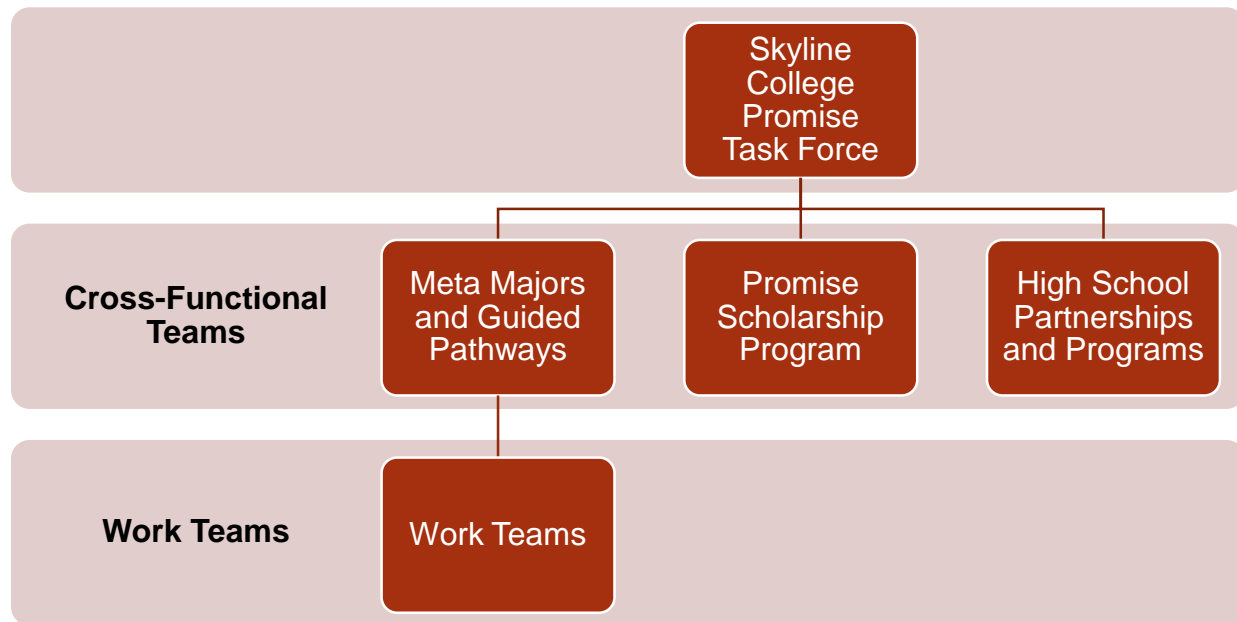 Skyline
College
Promise
Task Force
Cross-Functional
Teams
Meta Majors
and Guided
Pathways
Promise
Scholarship
Program
High School
Partnerships
and Programs
Work Teams
Work Teams